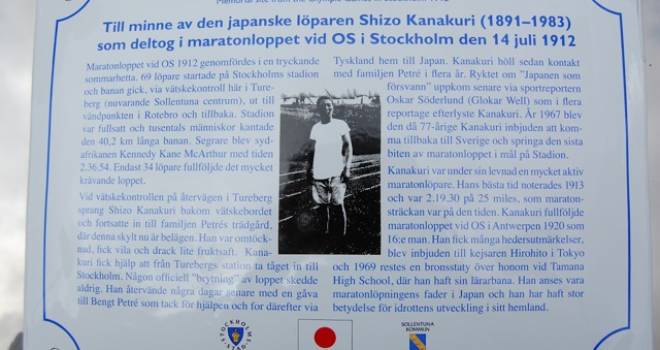 Till minne av den japanske löparen Shizo Kanakuri (1891–1983)
som deltog i maratonloppet vid OS i Stockholm den 14 juli 1912
Maratonloppet vid OS 1912 genomfördes i en tryckande
sommarhetta. 69 löpare startade på Stockholms stadion
och banan gick, via vätskekontroll här i Ture-
berg (nuvarande Sollentuna centrum), ut till
vändpunkten i Rotebro och tillbaka. Stadion
var fullsatt och tusentals människor kantade
den 40,2 km långa banan. Segrare blev syd-
afrikanen Kennedy Kane McArthur med tiden
2.36.54. Endast 34 löpare fullföljde det mycket
krävande loppet.
Vid vätskekontrollen på återvägen i Tureberg
sprang Shizo Kanakuri bakom vätskebordet
och fortsatte in till familjen Petrés trädgård,
där denna skylt nu är belägen. Han var omtöck-
nad, fick vila och drack lite fruktsaft. Kana-
kuri fick hjälp att från Turebergs station ta tåget in till
Stockholm. Någon officiell "brytning" av loppet skedde
aldrig. Han återvände några dagar senare med en gåva
till Bengt Petré som tack för hjälpen och for därefter via
Tyskland hem till Japan. Kanakuri höll sedan kontakt
med familjen Petré i flera år. Ryktet om "Japanen som
försvann" uppkom senare via sportreportern
Oskar Söderlund (Glokar Well) som i flera
reportage efterlyste Kanakuri. År 1967 blev
den då 77-årige Kanakuri inbjuden att kom-
ma tillbaka till Sverige och springa den sista
biten av maratonloppet i mål på Stadion.
Kanakuri var under sin levnad en mycket aktiv
maratonlöpare. Hans bästa tid noterades 1913
och var 2.19.30 på 25 miles, som maraton-
sträckan var på den tiden. Kanakuri fullföljde
maratonloppet vid OS i Antwerpen 1920 som
16:e man. Han fick många hedersutmärkelser,
blev inbjuden till kejsaren Hirohito i Tokyo
och 1969 restes en bronsstaty över honom vid Tamana
High School, där han haft sin lärarbana. Han anses vara
maratonlöpningens fader i Japan och han har haft stor
betydelse för idrottens utveckling i sitt hemland.
SOLLENTUNA
KOMMUN